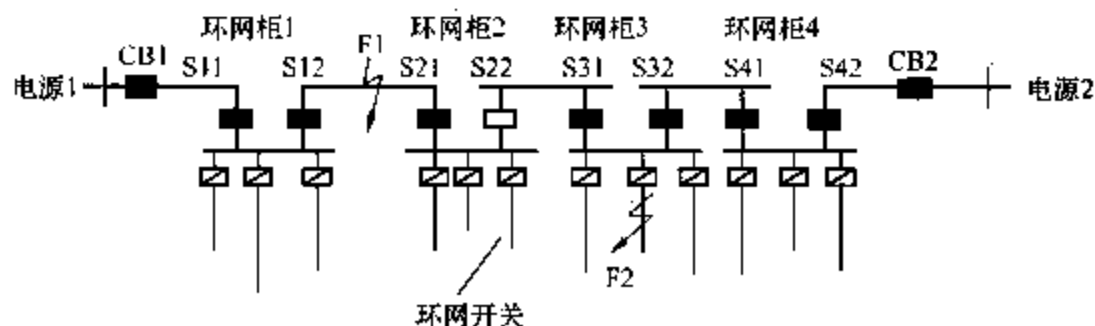 环网柜1 环网柜2 环网柜3 环网柜4
F1
CB1 S11 S12 S21 S22 S31 S32 S41 S42 CB2
电源1 电源2
F2
环网开关